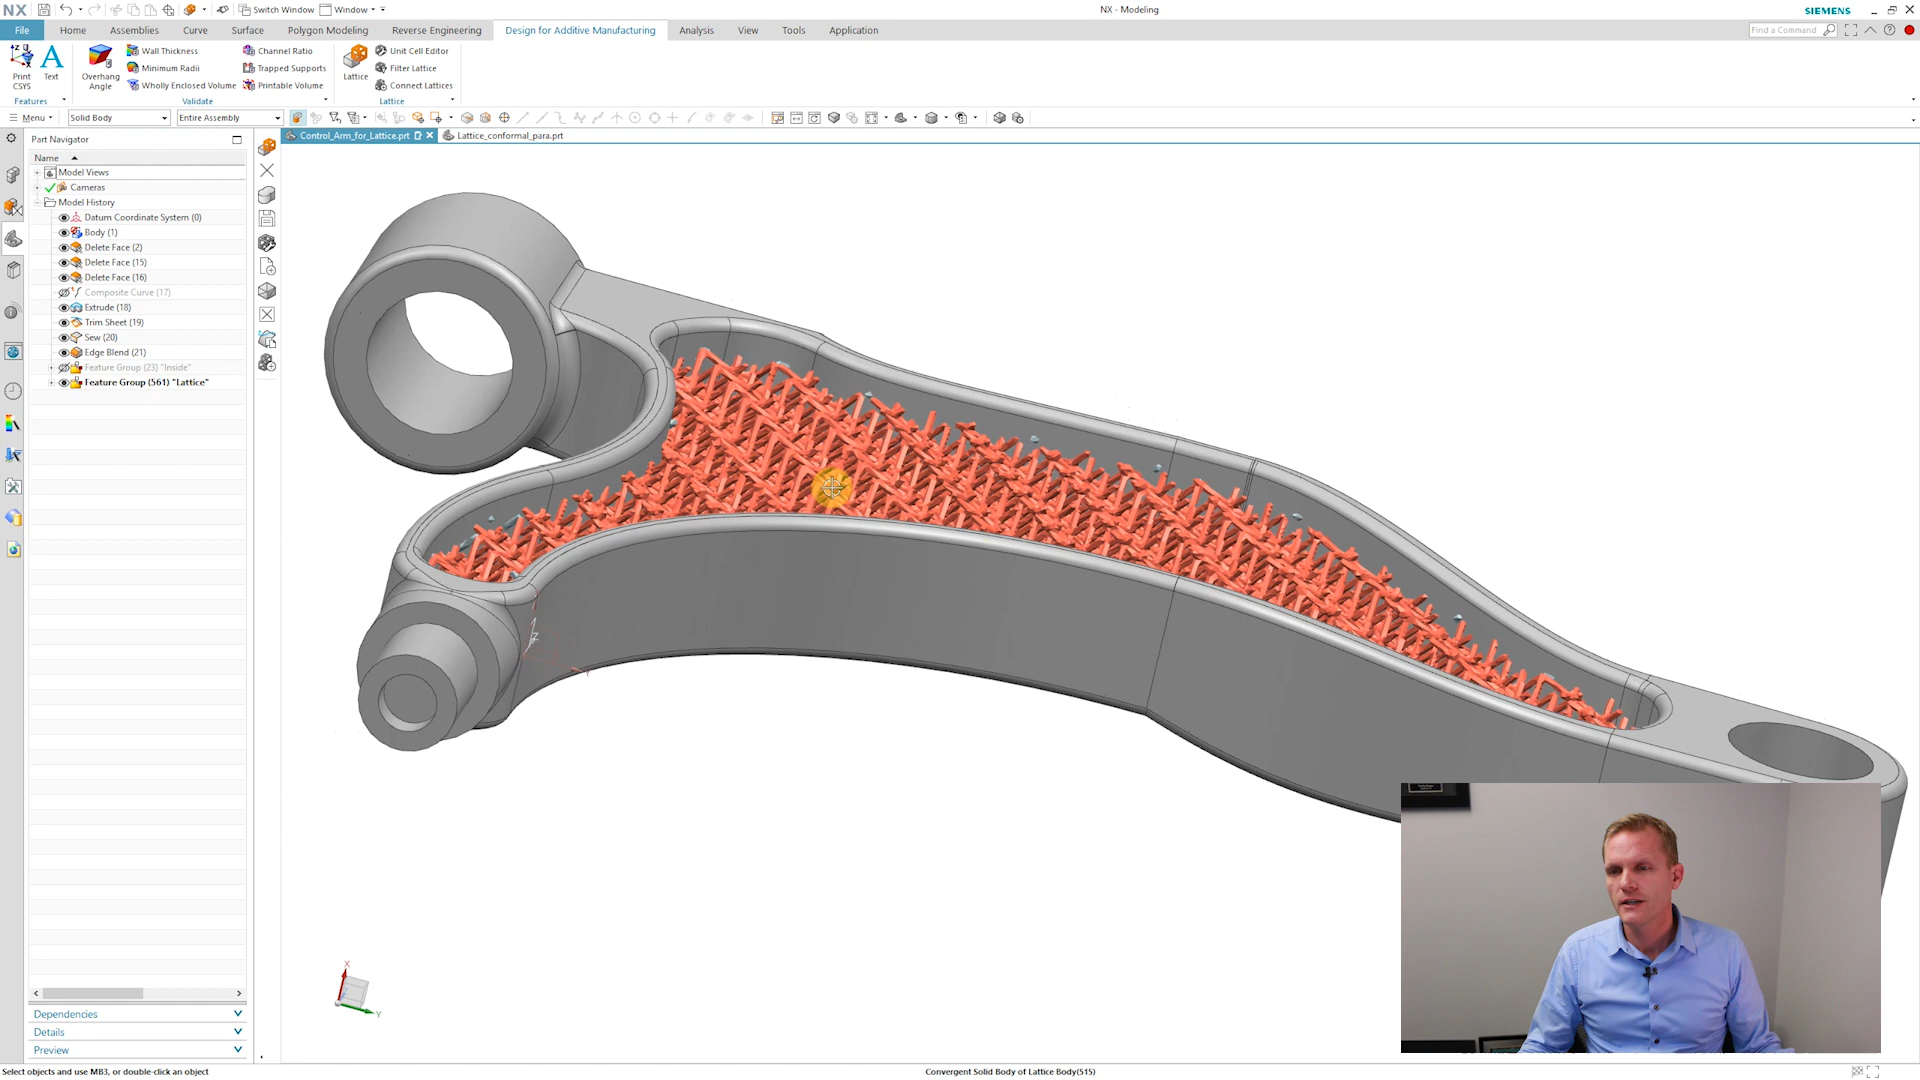 NX
Switch Window
Window
NX - Modeling
SIEMENS
File
Home
Assemblies
Curve
Surface
Polygon Modeling
Reverse Engineering
Design for Additive Manufacturing
Analysis
View
Tools
Application
Find a Command
Print
CSYS
Text
Overhang
Angle
Wall Thickness
Minimum Radii
Wholly Enclosed Volume
Channel Ratio
Trapped Supports
Printable Volume
Lattice
Unit Cell Editor
Filter Lattice
Connect Lattices
Features
Validate
Lattice
Menu
Solid Body
Entire Assembly
Part Navigator
Control_Arm_for_Lattice.prt
Lattice_conformal_para.prt
Name
Model Views
Cameras
Model History
Datum Coordinate System (0)
Body (1)
Delete Face (2)
Delete Face (15)
Delete Face (16)
Composite Curve (17)
Extrude (18)
Trim Sheet (19)
Sew (20)
Edge Blend (21)
Feature Group (23) "Inside"
Feature Group (561) "Lattice"
Z
X
Y
Dependencies
Details
Preview
Select objects and use MB3, or double-click an object
Convergent Solid Body of Lattice Body(515)